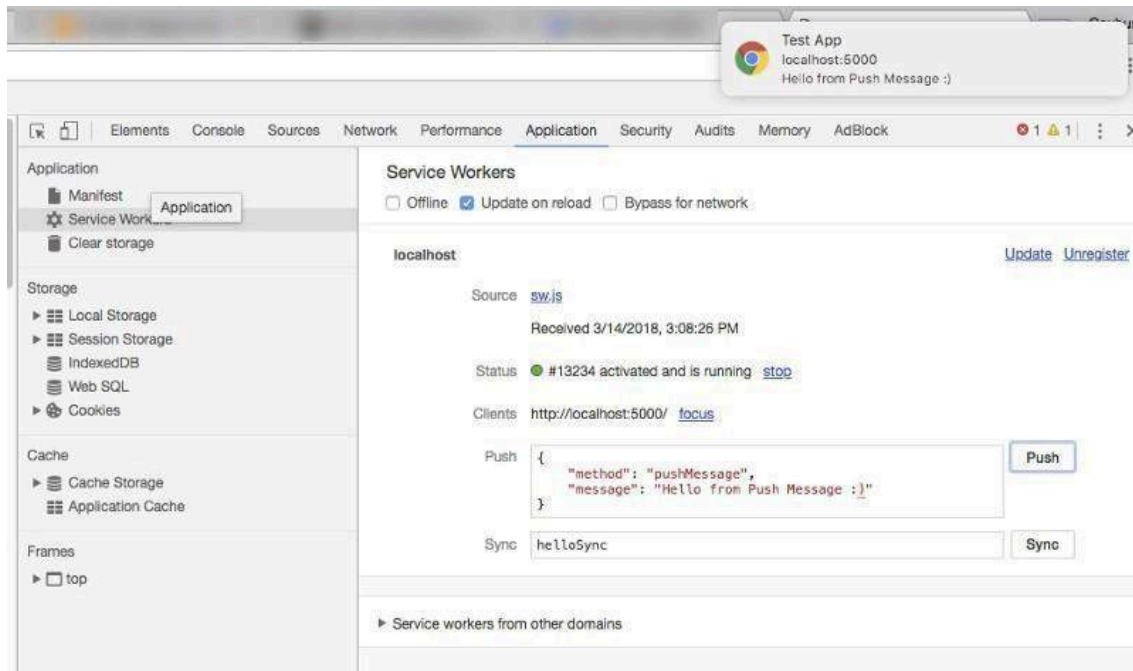 Test App
localhost:5000
Hello from Push Message :)
Elements Console Sources Network Performance Application Security Audits Memory AdBlock 1 1
Application
Manifest
Application
Service Workers
Clear storage
Storage
Local Storage
Session Storage
IndexedDB
Web SQL
Cookies
Cache
Cache Storage
Application Cache
Frames
top
Service Workers
Offline Update on reload Bypass for network
localhost Update Unregister
Source sw.js
Received 3/14/2018, 3:08:26 PM
Status #13234 activated and is running stop
Clients http://localhost:5000/ focus
Push {
"method": "pushMessage",
"message": "Hello from Push Message :)"
}
Push
Sync helloSync Sync
Service workers from other domains